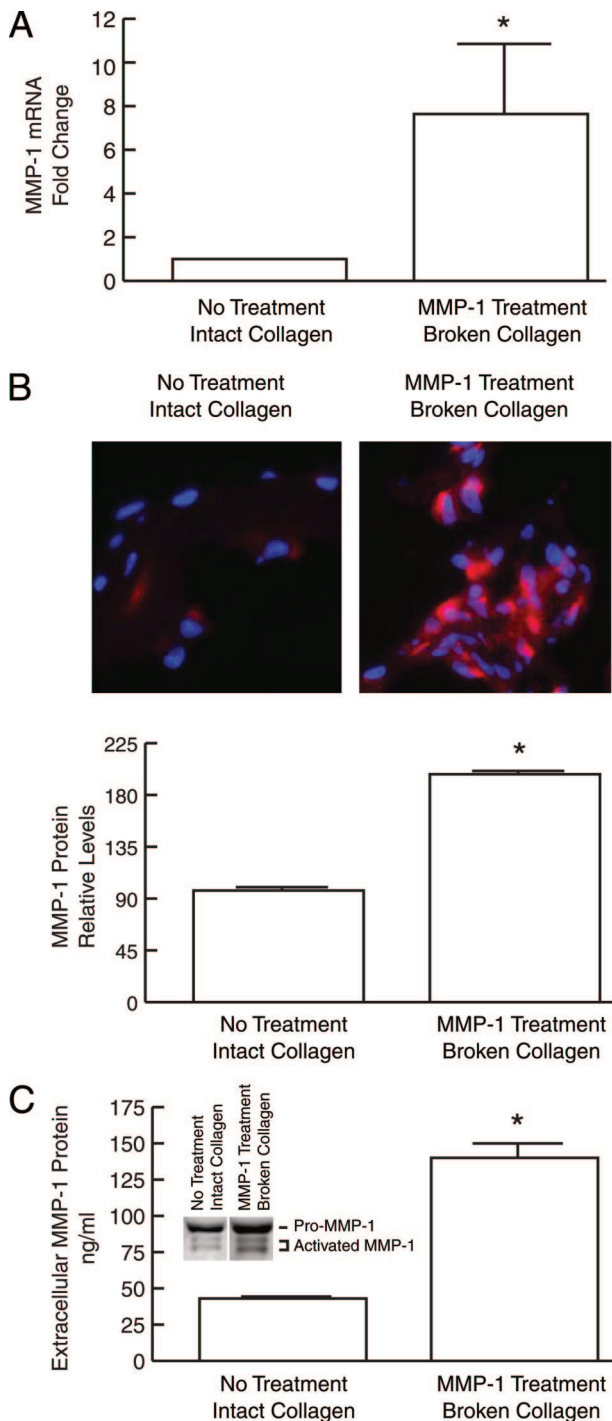 A
MMP-1 mRNA
Fold Change
12
10
8
6
4
2
0
*
No Treatment
Intact Collagen
MMP-1 Treatment
Broken Collagen
B
No Treatment
Intact Collagen
MMP-1 Treatment
Broken Collagen
MMP-1 Protein
Relative Levels
225
180
135
90
45
0
*
No Treatment
Intact Collagen
MMP-1 Treatment
Broken Collagen
C
Extracellular MMP-1 Protein
ng/ml
175
150
125
100
75
50
25
0
No Treatment
Intact Collagen
MMP-1 Treatment
Broken Collagen
Pro-MMP-1
Activated MMP-1
*
No Treatment
Intact Collagen
MMP-1 Treatment
Broken Collagen